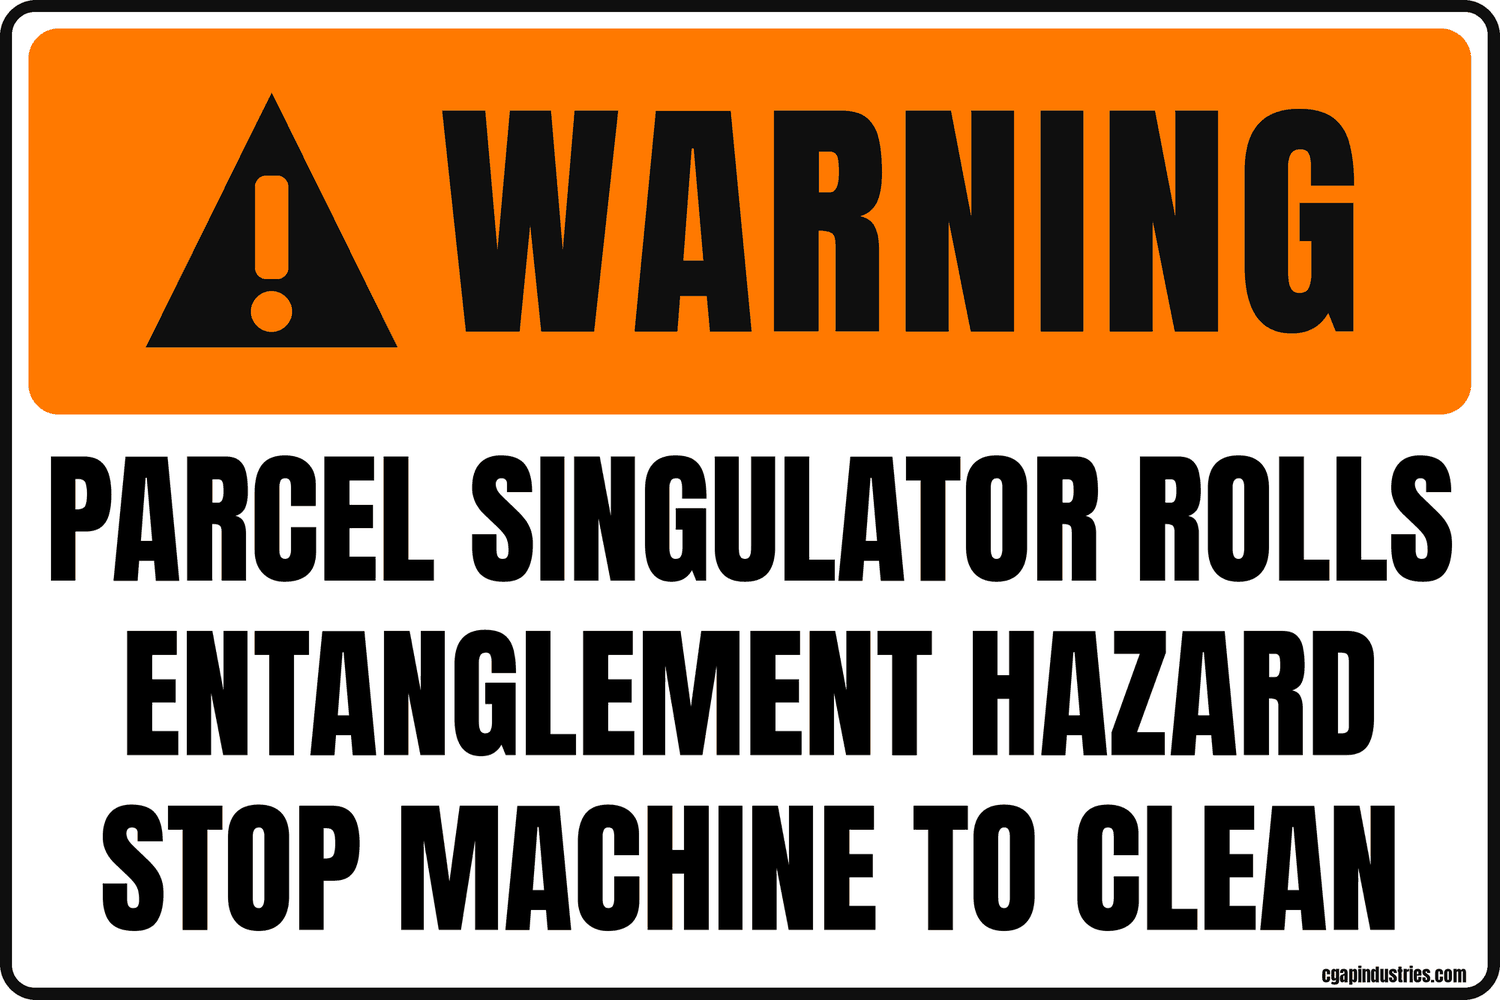 WARNING
PARCEL SINGULATOR ROLLS
ENTANGLEMENT HAZARD
STOP MACHINE TO CLEAN
cgapindustries.com